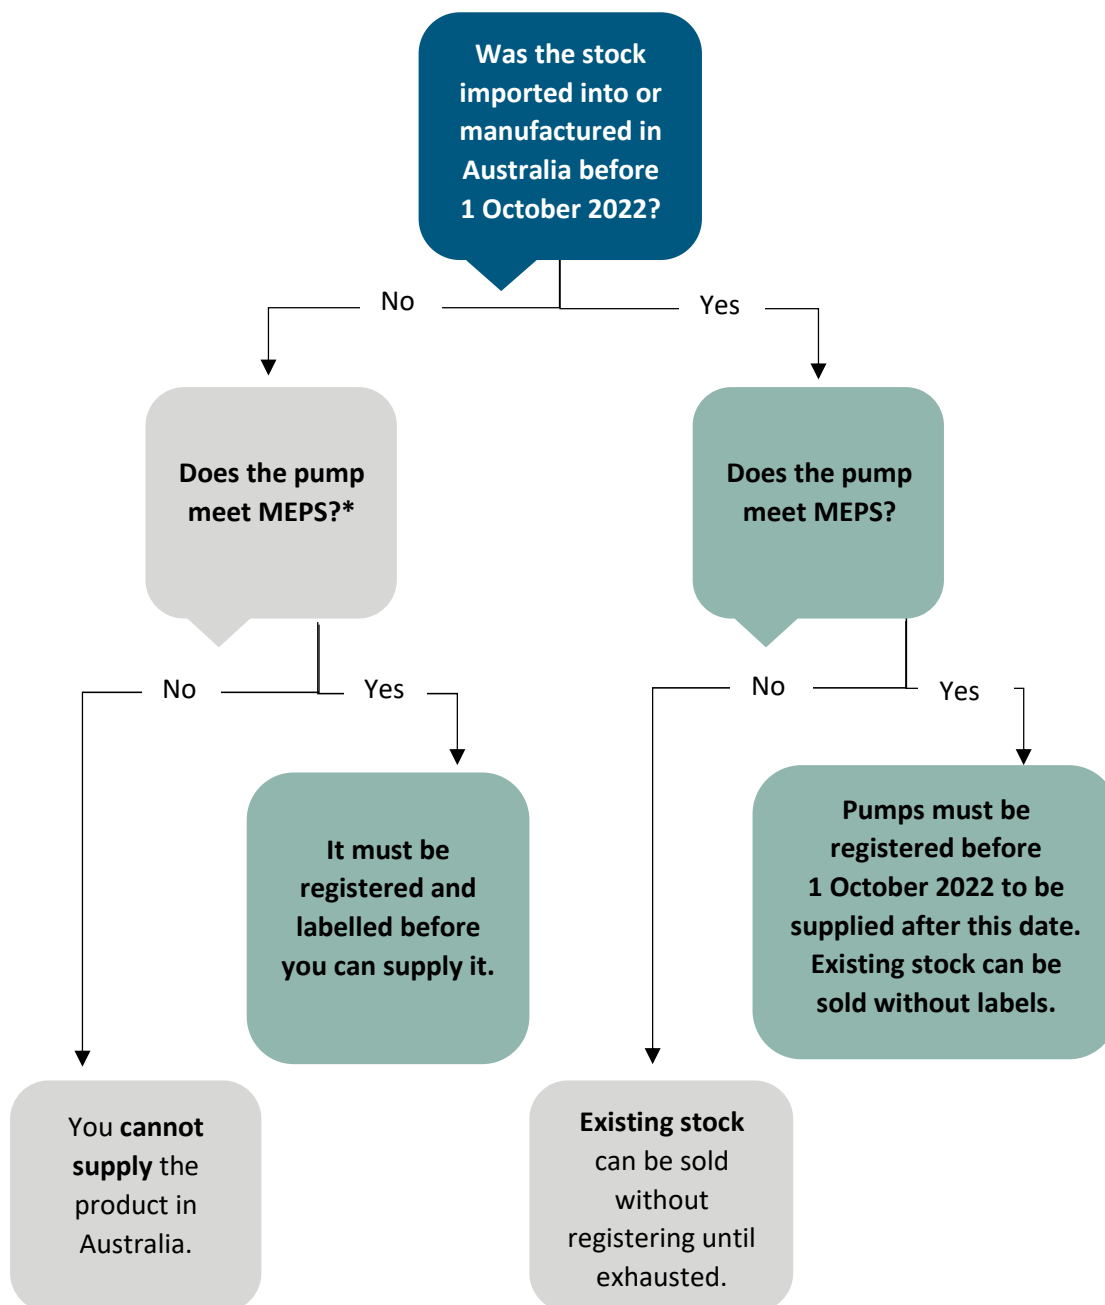 Was the stock
imported into or
manufactured in
Australia before
1 October 2022?
No
Yes
Does the pump
meet MEPS?*
Does the pump
meet MEPS?
No
Yes
No
Yes
It must be
registered and
labelled before
you can supply it.
Pumps must be
registered before
1 October 2022 to be
supplied after this date.
Existing stock can be
sold without labels.
You cannot
supply the
product in
Australia.
Existing stock
can be sold
without
registering until
exhausted.